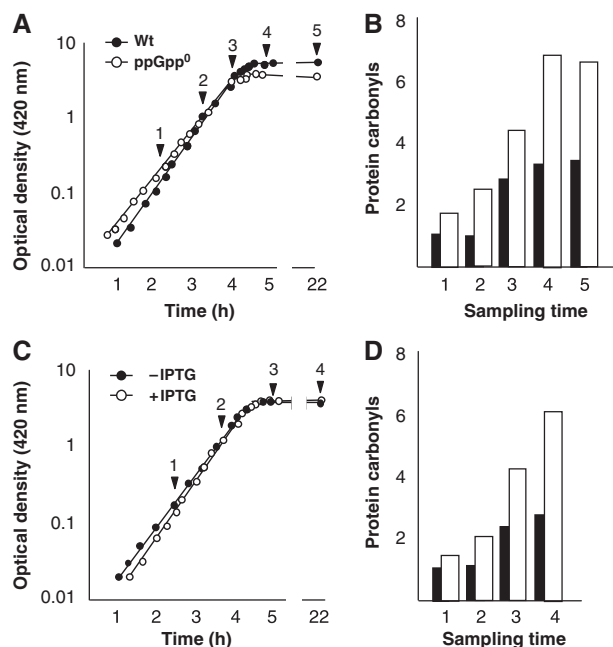 A
Wt
ppGpp⁰
Optical density (420 nm)
10
1
0.1
0.01
1 2 3 4 5
1 2 3 4 5 22
Time (h)
B
Protein carbonyls
8
6
4
2
1 2 3 4 5
Sampling time
C
–IPTG
+IPTG
Optical density (420 nm)
10
1
0.1
0.01
1 2 3 4
1 2 3 4 5 22
Time (h)
D
Protein carbonyls
8
6
4
2
1 2 3 4
Sampling time